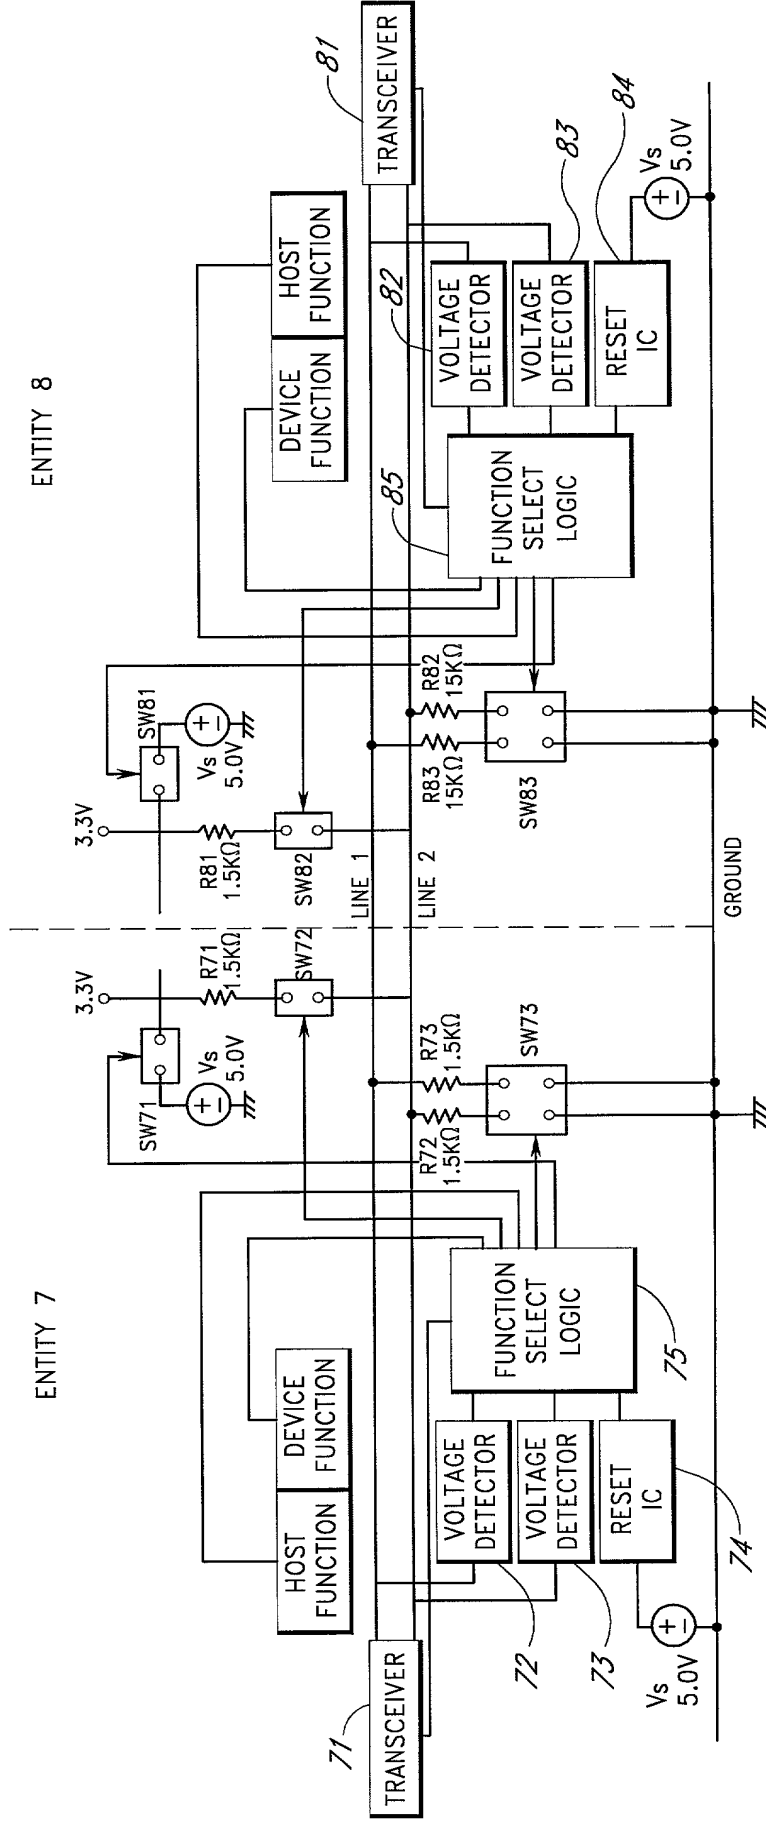 ENTITY 7
ENTITY 8
3.3V
3.3V
SW71
Vs
5.0V
R71
1.5KΩ
SW72
R81
1.5KΩ
SW82
Vs
5.0V
SW81
HOST
FUNCTION
DEVICE
FUNCTION
DEVICE
FUNCTION
HOST
FUNCTION
71
TRANSCEIVER
LINE 1
LINE 2
81
TRANSCEIVER
R72
1.5KΩ
R73
1.5KΩ
SW73
R83
15KΩ
R82
15KΩ
SW83
72
VOLTAGE
DETECTOR
73
VOLTAGE
DETECTOR
74
RESET
IC
75
FUNCTION
SELECT
LOGIC
85
FUNCTION
SELECT
LOGIC
82
VOLTAGE
DETECTOR
83
VOLTAGE
DETECTOR
84
RESET
IC
Vs
5.0V
Vs
5.0V
GROUND